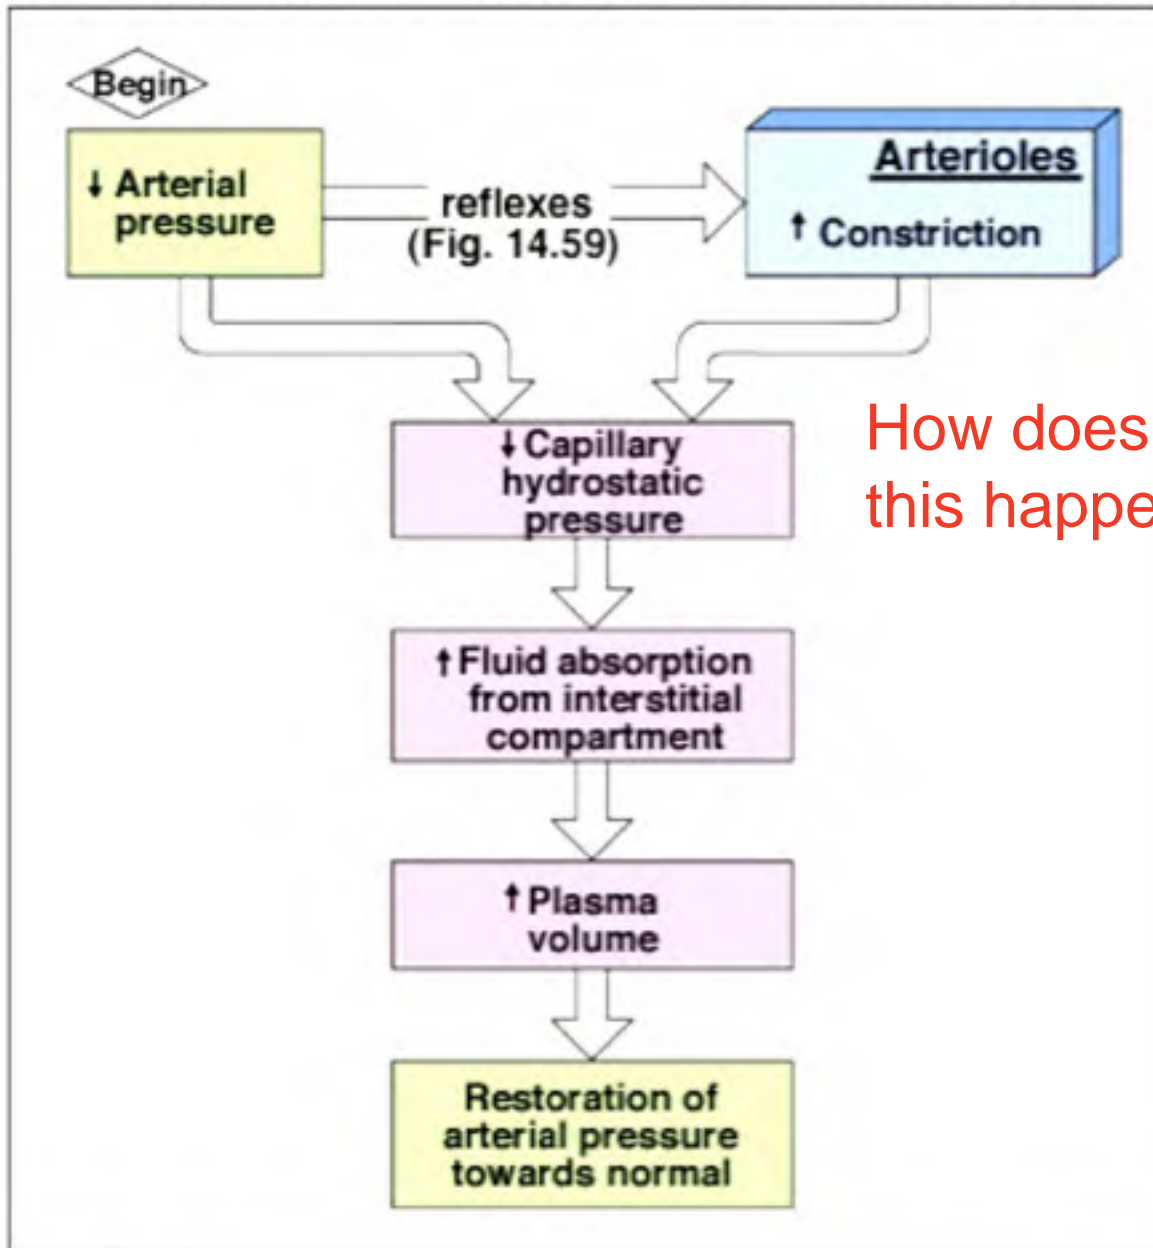 Begin
↓ Arterial
pressure
reflexes
(Fig. 14.59)
Arterioles
↑ Constriction
↓ Capillary
hydrostatic
pressure
How does
this happe
↑ Fluid absorption
from interstitial
compartment
↑ Plasma
volume
Restoration of
arterial pressure
towards normal